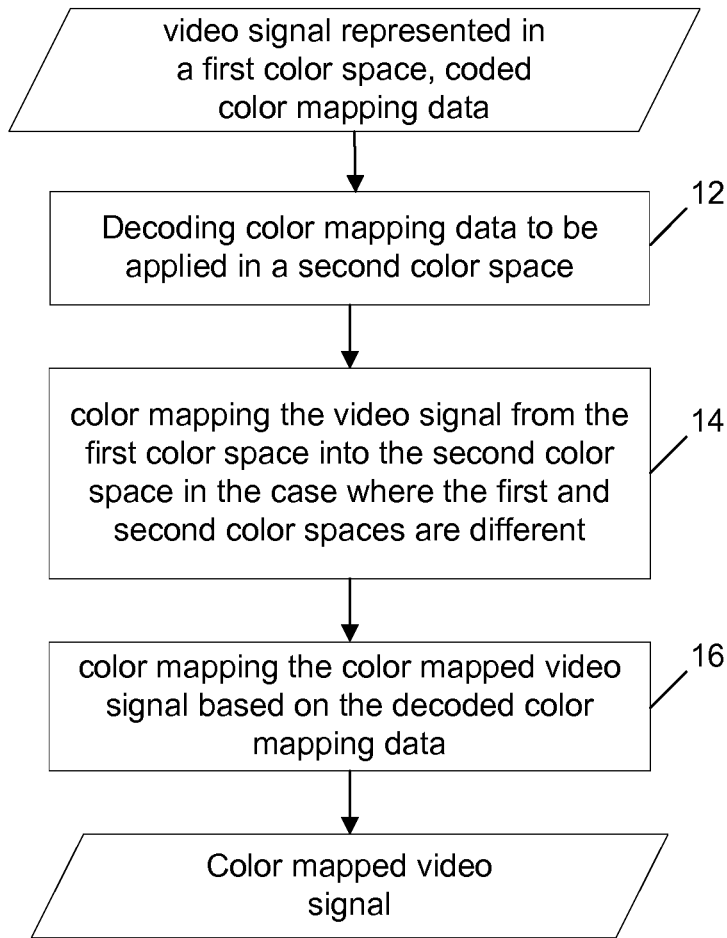 video signal represented in
a first color space, coded
color mapping data
12
Decoding color mapping data to be
applied in a second color space
14
color mapping the video signal from the
first color space into the second color
space in the case where the first and
second color spaces are different
16
color mapping the color mapped video
signal based on the decoded color
mapping data
Color mapped video
signal